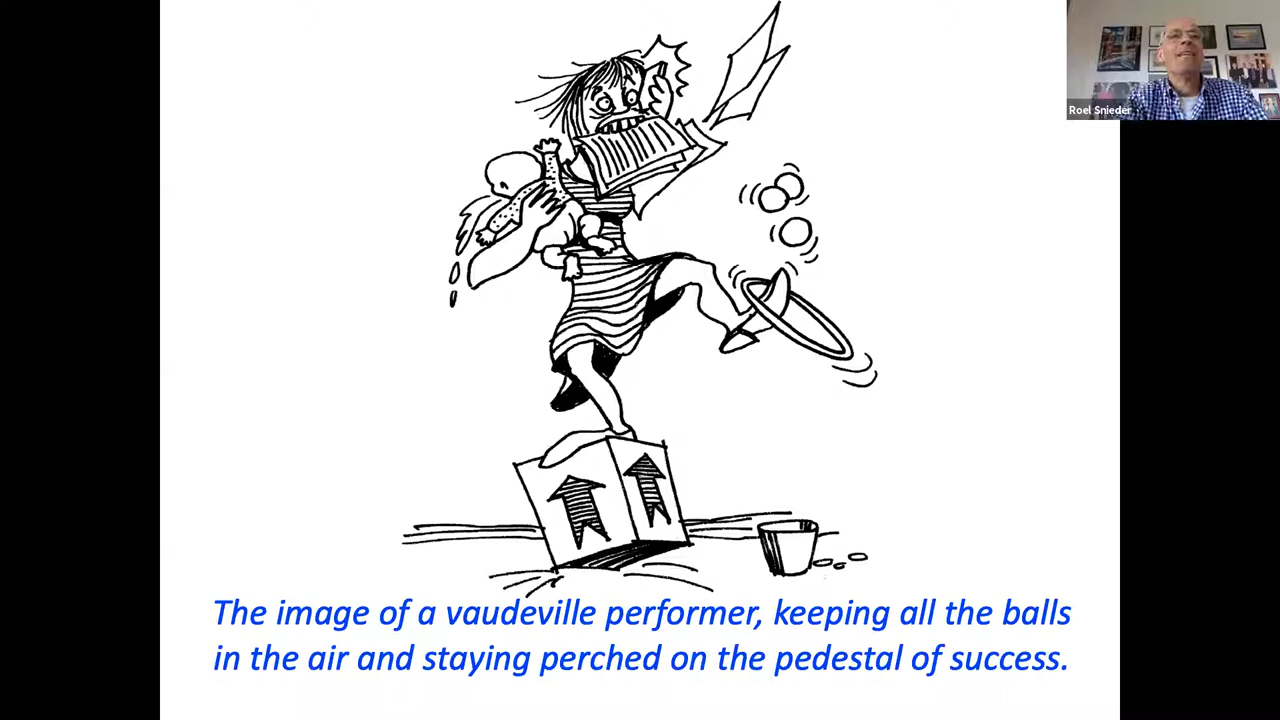 Roel Snieder
The image of a vaudeville performer, keeping all the balls
in the air and staying perched on the pedestal of success.